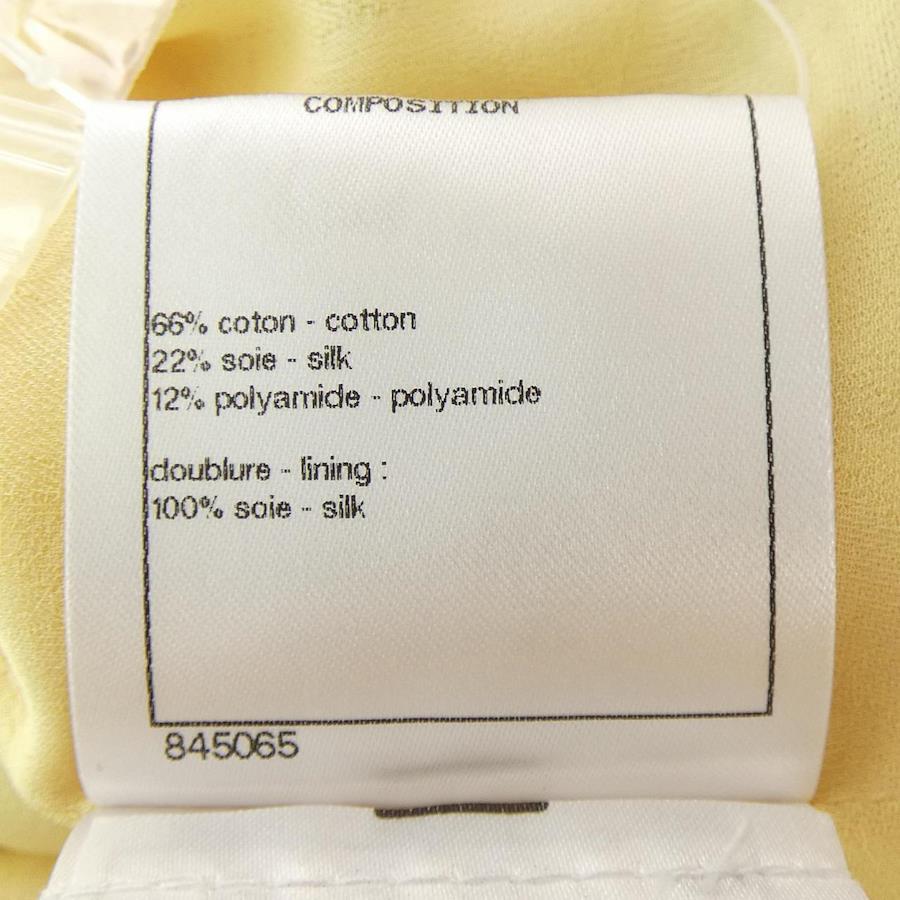 COMPOSITION
66% coton - cotton
22% soie - silk
12% polyamide - polyamide
doublure - lining :
100% soie - silk
845065